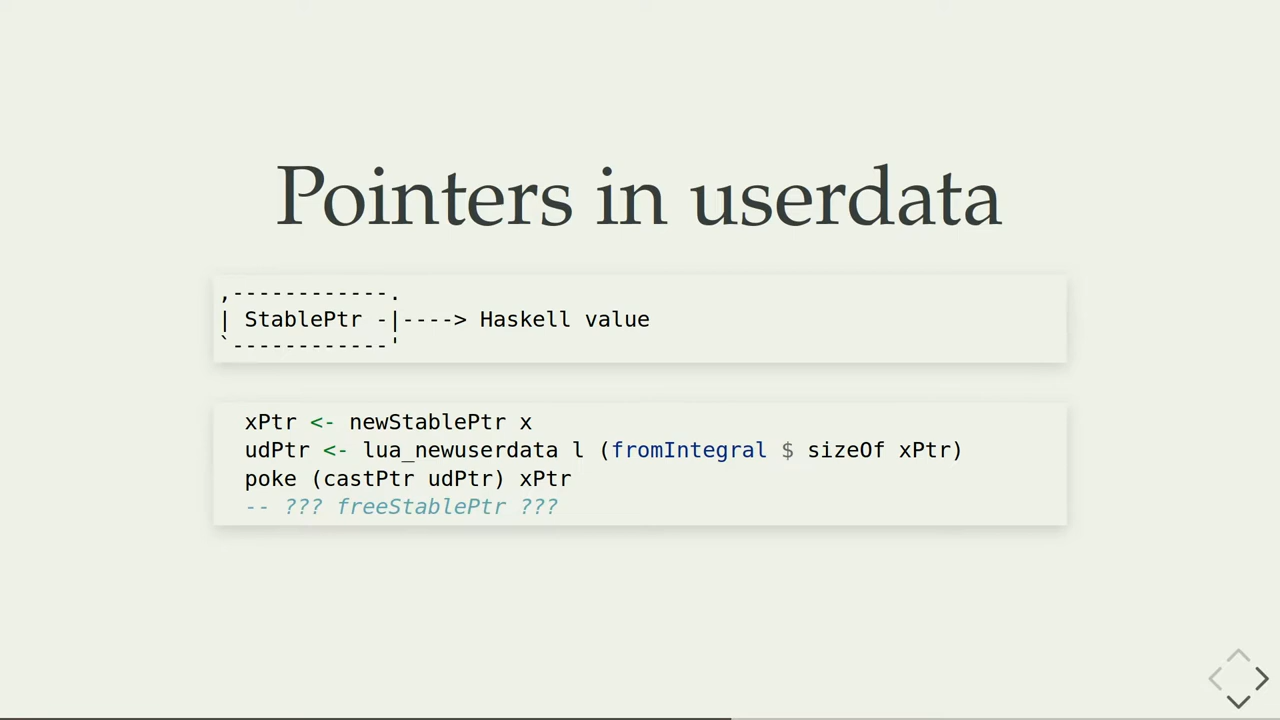 Pointers in userdata
,------------.
| StablePtr -|----> Haskell value
`------------'
xPtr <- newStablePtr x
udPtr <- lua_newuserdata l (fromIntegral $ sizeOf xPtr)
poke (castPtr udPtr) xPtr
-- ??? freeStablePtr ???